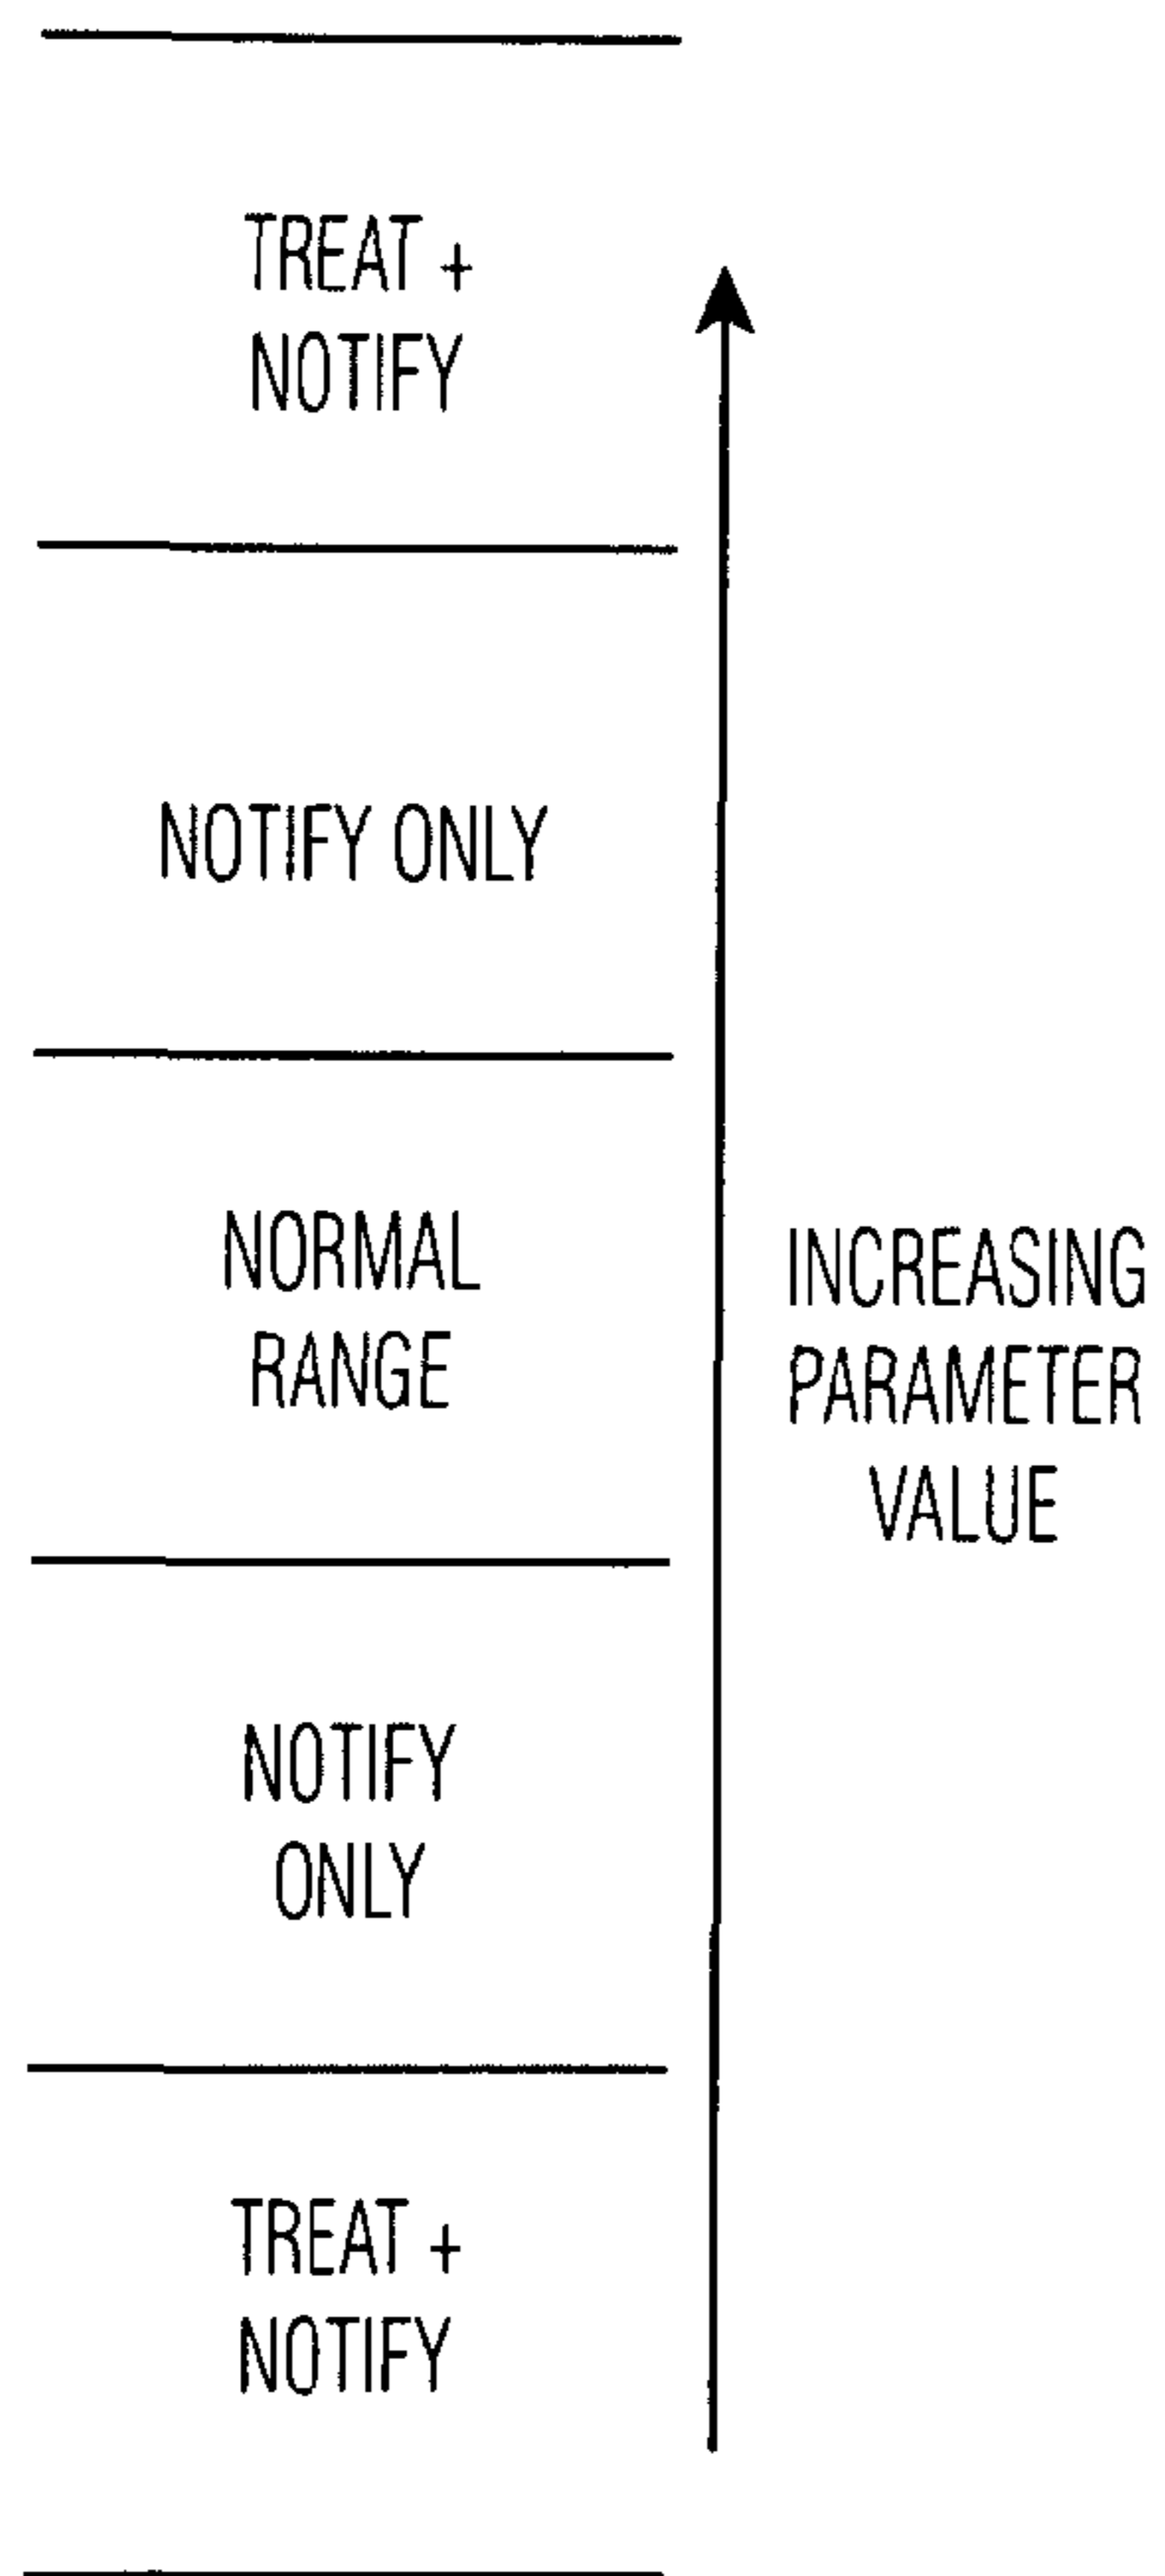 TREAT +
NOTIFY
NOTIFY ONLY
NORMAL
RANGE
INCREASING
PARAMETER
VALUE
NOTIFY
ONLY
TREAT +
NOTIFY